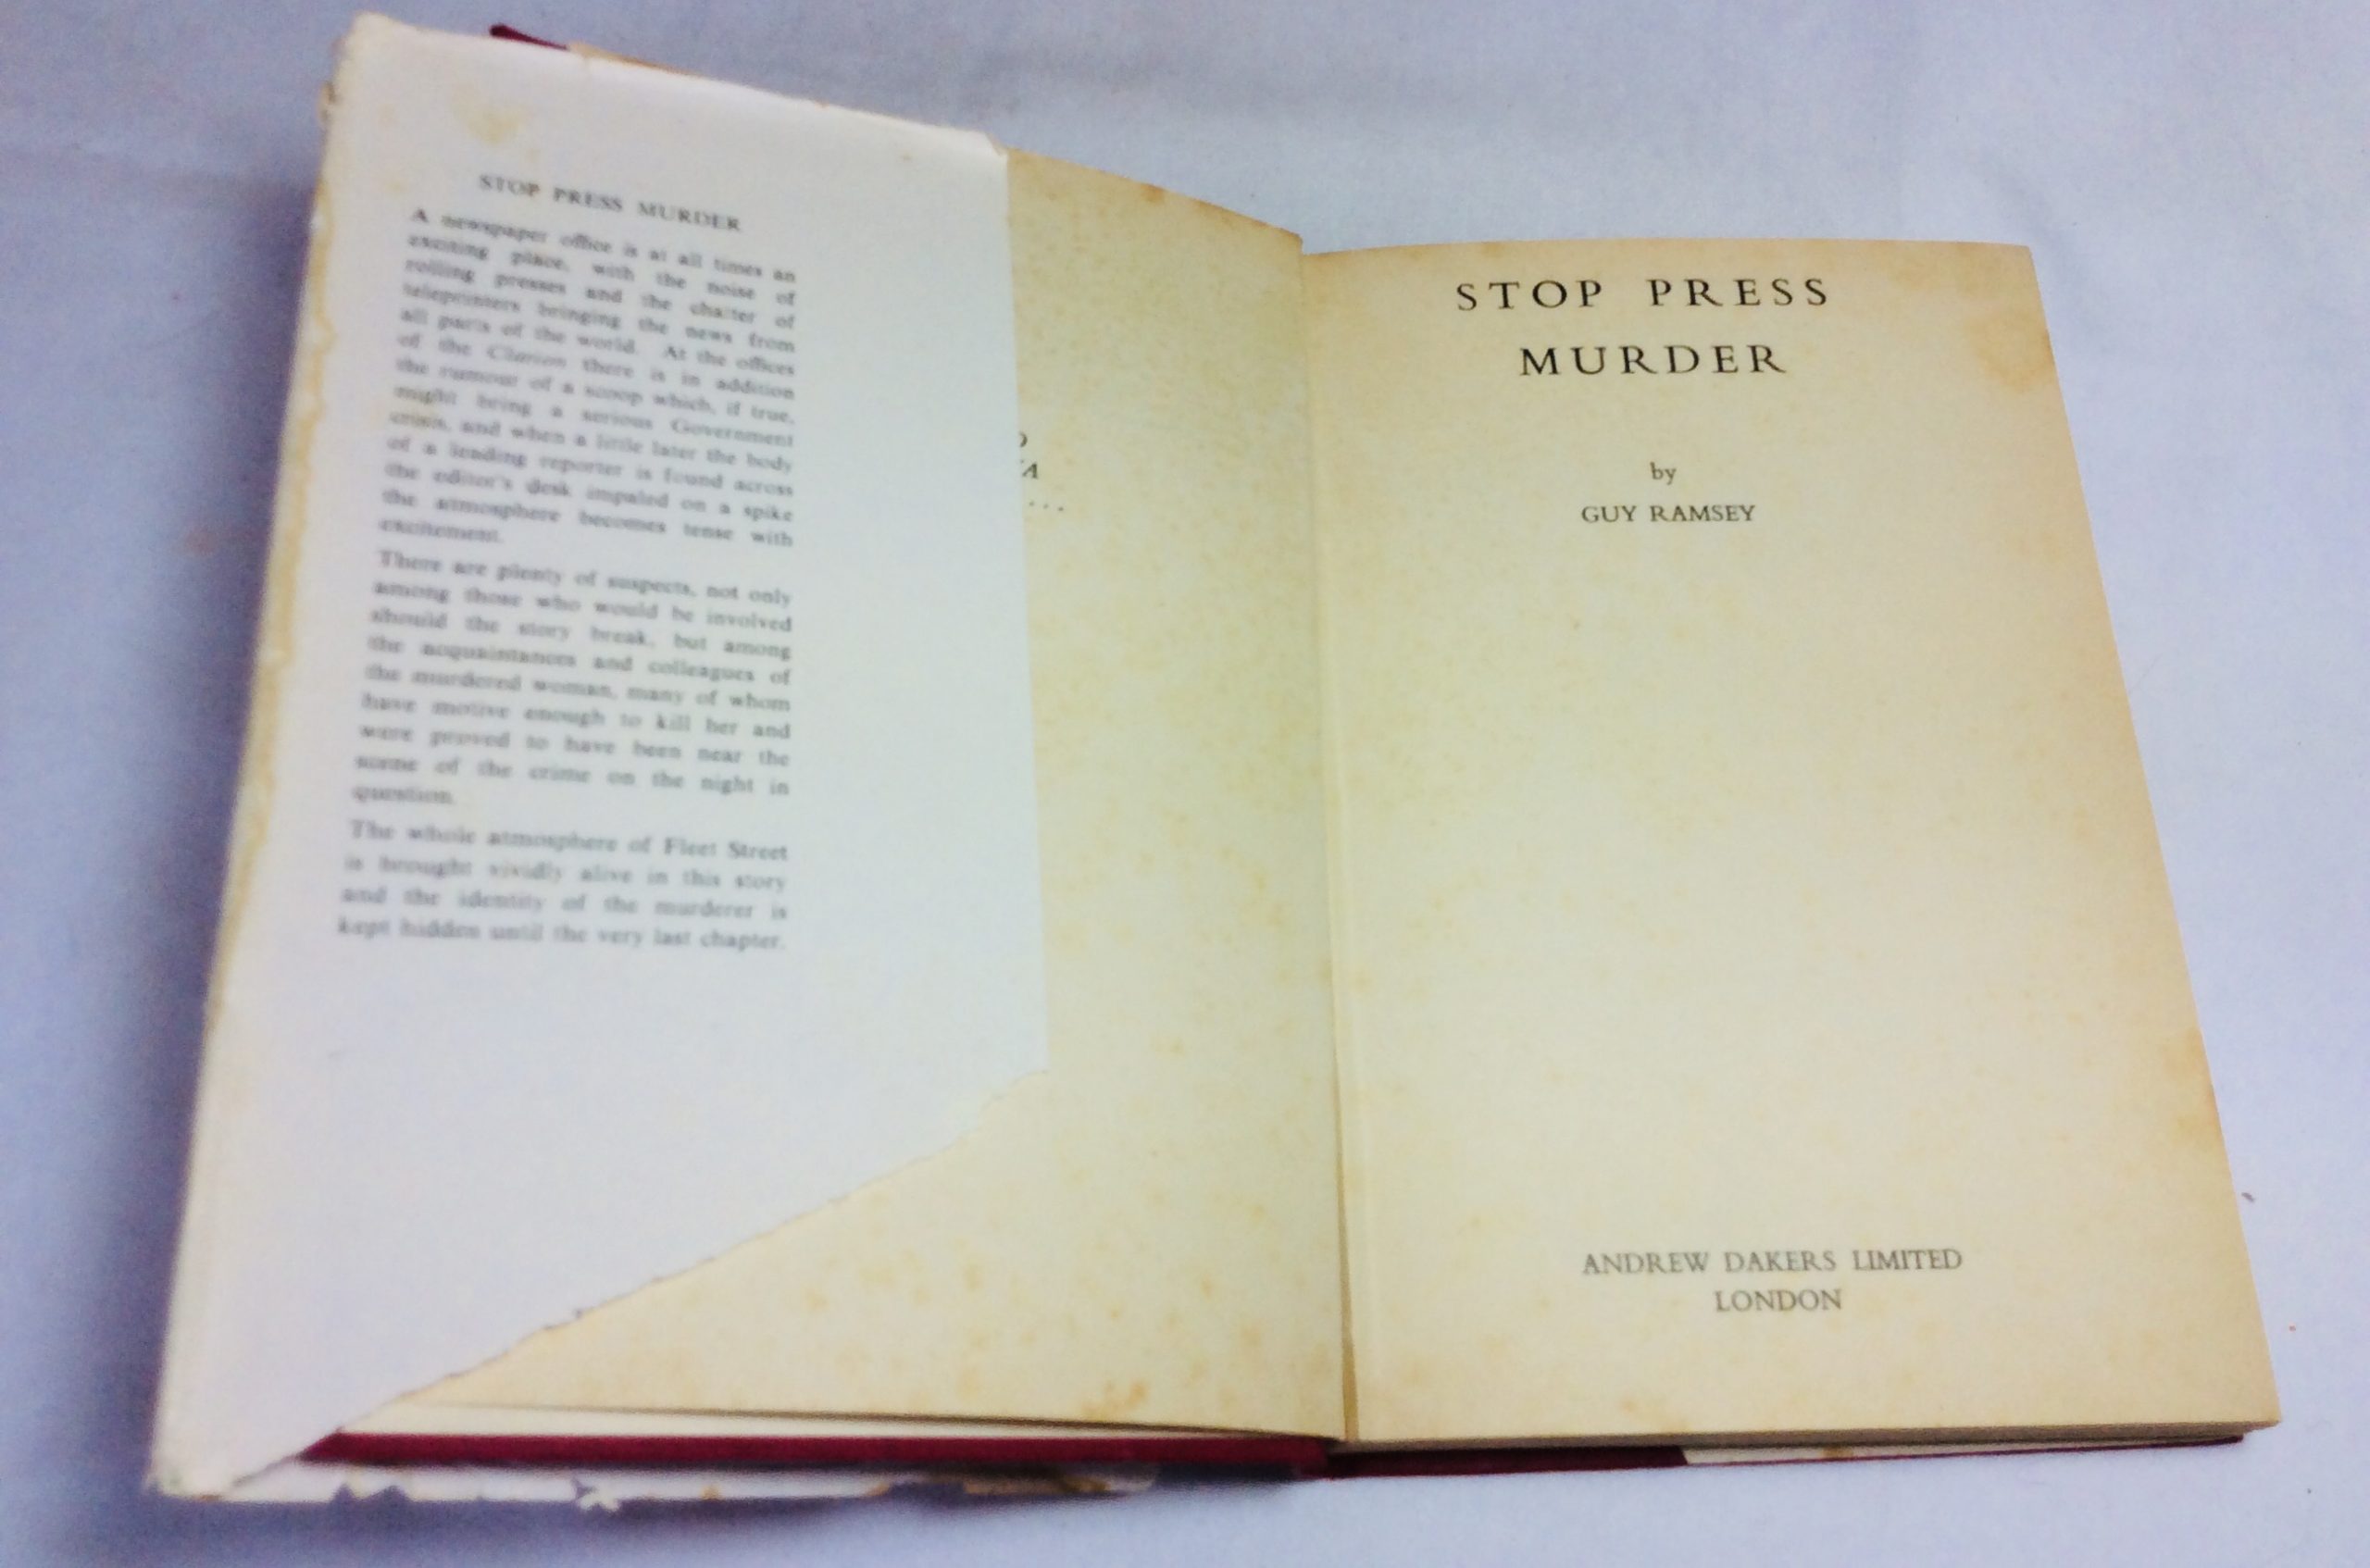 STOP PRESS MURDER
A newspaper office is at all times an
exciting place, with the noise of
rolling presses and the chatter of
teleprinters bringing the news from
all parts of the world. At the offices
of the Clarion there is in addition
the rumour of a scoop which, if true,
might bring a serious Government
crisis, and when a little later the body
of a leading reporter is found across
the editor's desk impaled on a spike
the atmosphere becomes tense with
excitement.
There are plenty of suspects, not only
among those who would be involved
should the story break, but among
the acquaintances and colleagues of
the murdered woman, many of whom
have motive enough to kill her and
were proved to have been near the
scene of the crime on the night in
question.
The whole atmosphere of Fleet Street
is brought vividly alive in this story
and the identity of the murderer is
kept hidden until the very last chapter.
A
...
STOP PRESS
MURDER
by
GUY RAMSEY
ANDREW DAKERS LIMITED
LONDON